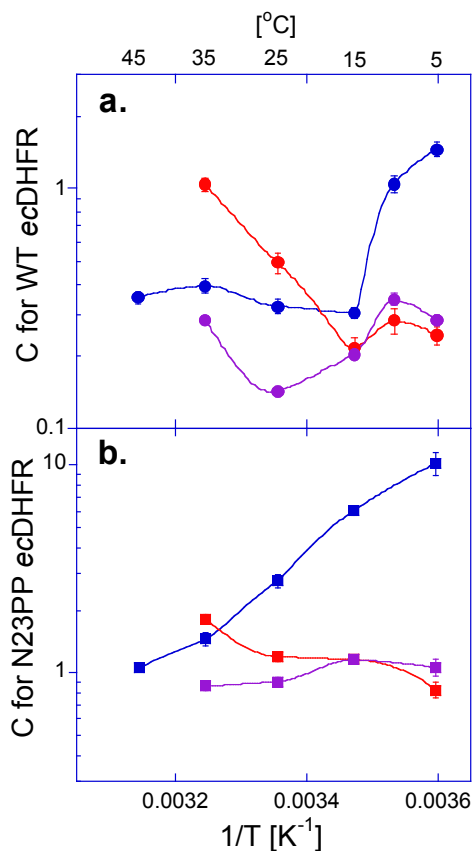 [°C]
45 35 25 15 5
a.
C for WT ecDHFR
1
0.1
b.
C for N23PP ecDHFR
10
1
0.0032 0.0034 0.0036
1/T [K⁻¹]